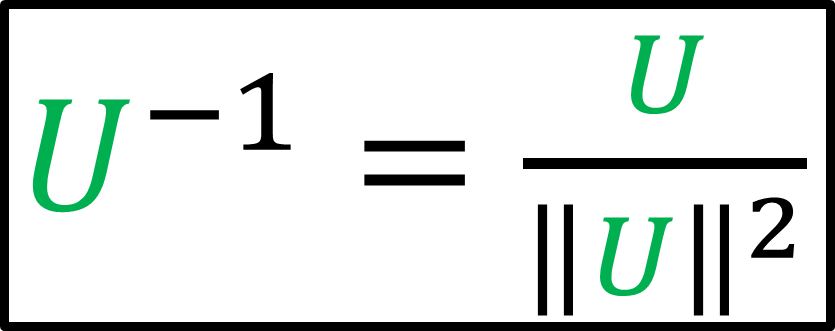 U⁻¹ = U / ‖U‖²